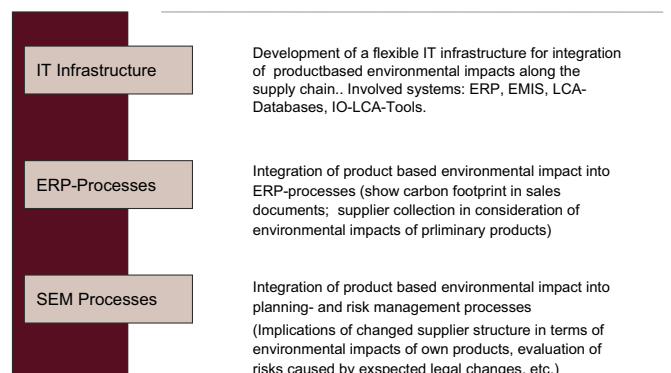 IT Infrastructure
Development of a flexible IT infrastructure for integration
of productbased environmental impacts along the
supply chain.. Involved systems: ERP, EMIS, LCA-
Databases, IO-LCA-Tools.
ERP-Processes
Integration of product based environmental impact into
ERP-processes (show carbon footprint in sales
documents; supplier collection in consideration of
environmental impacts of prliminary products)
SEM Processes
Integration of product based environmental impact into
planning- and risk management processes
(Implications of changed supplier structure in terms of
environmental impacts of own products, evaluation of
risks caused by exspected legal changes, etc.)